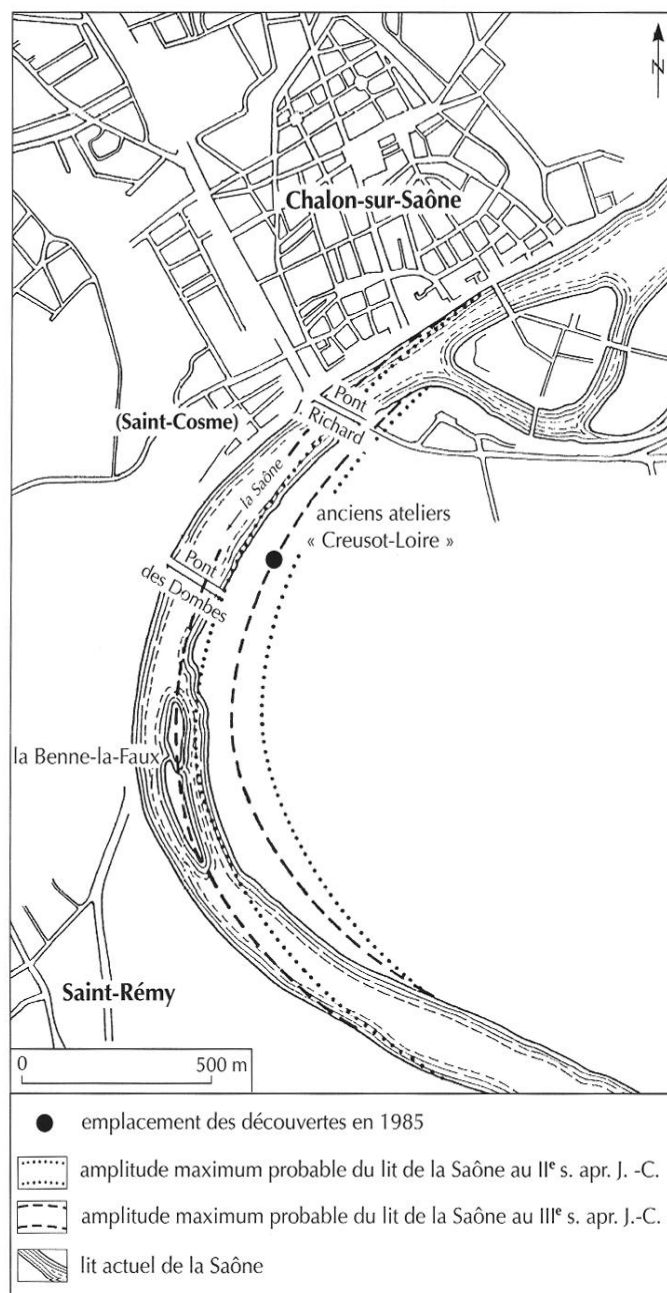 N
Chalon-sur-Saône
Pont
Richard
(Saint-Cosme)
la Saône
anciens ateliers
« Creusot-Loire »
Pont
des Dombes
la Benne-la-Faux
Saint-Rémy
0 500 m
emplacement des découvertes en 1985
amplitude maximum probable du lit de la Saône au IIe s. apr. J. -C.
amplitude maximum probable du lit de la Saône au IIIe s. apr. J.-C.
lit actuel de la Saône